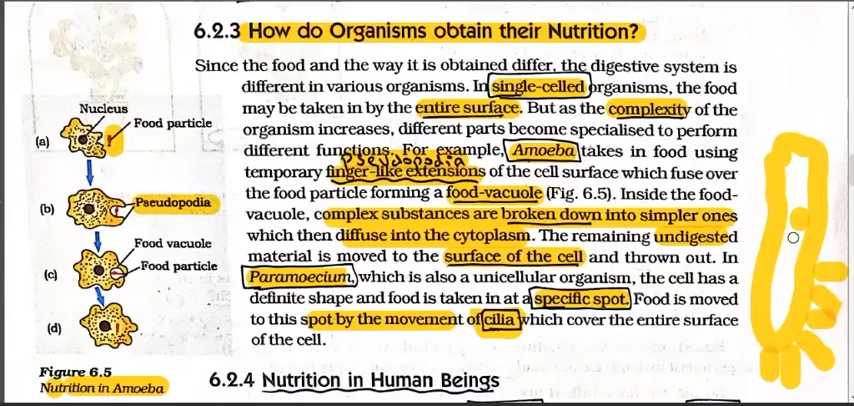 6.2.3 How do Organisms obtain their Nutrition?
Since the food and the way it is obtained differ, the digestive system is
different in various organisms. In single-celled organisms, the food
may be taken in by the entire surface. But as the complexity of the
organism increases, different parts become specialised to perform
different functions. For example, Amoeba takes in food using
pseudopodia
temporary finger-like extensions of the cell surface which fuse over
the food particle forming a food-vacuole (Fig. 6.5). Inside the food-
vacuole, complex substances are broken down into simpler ones
which then diffuse into the cytoplasm. The remaining undigested
material is moved to the surface of the cell and thrown out. In
Paramoecium, which is also a unicellular organism, the cell has a
definite shape and food is taken in at a specific spot. Food is moved
to this spot by the movement of cilia which cover the entire surface
of the cell.
Nucleus
Food particle
(a)
(b)
Pseudopodia
Food vacuole
(c)
Food particle
(d)
Figure 6.5
Nutrition in Amoeba
6.2.4 Nutrition in Human Beings